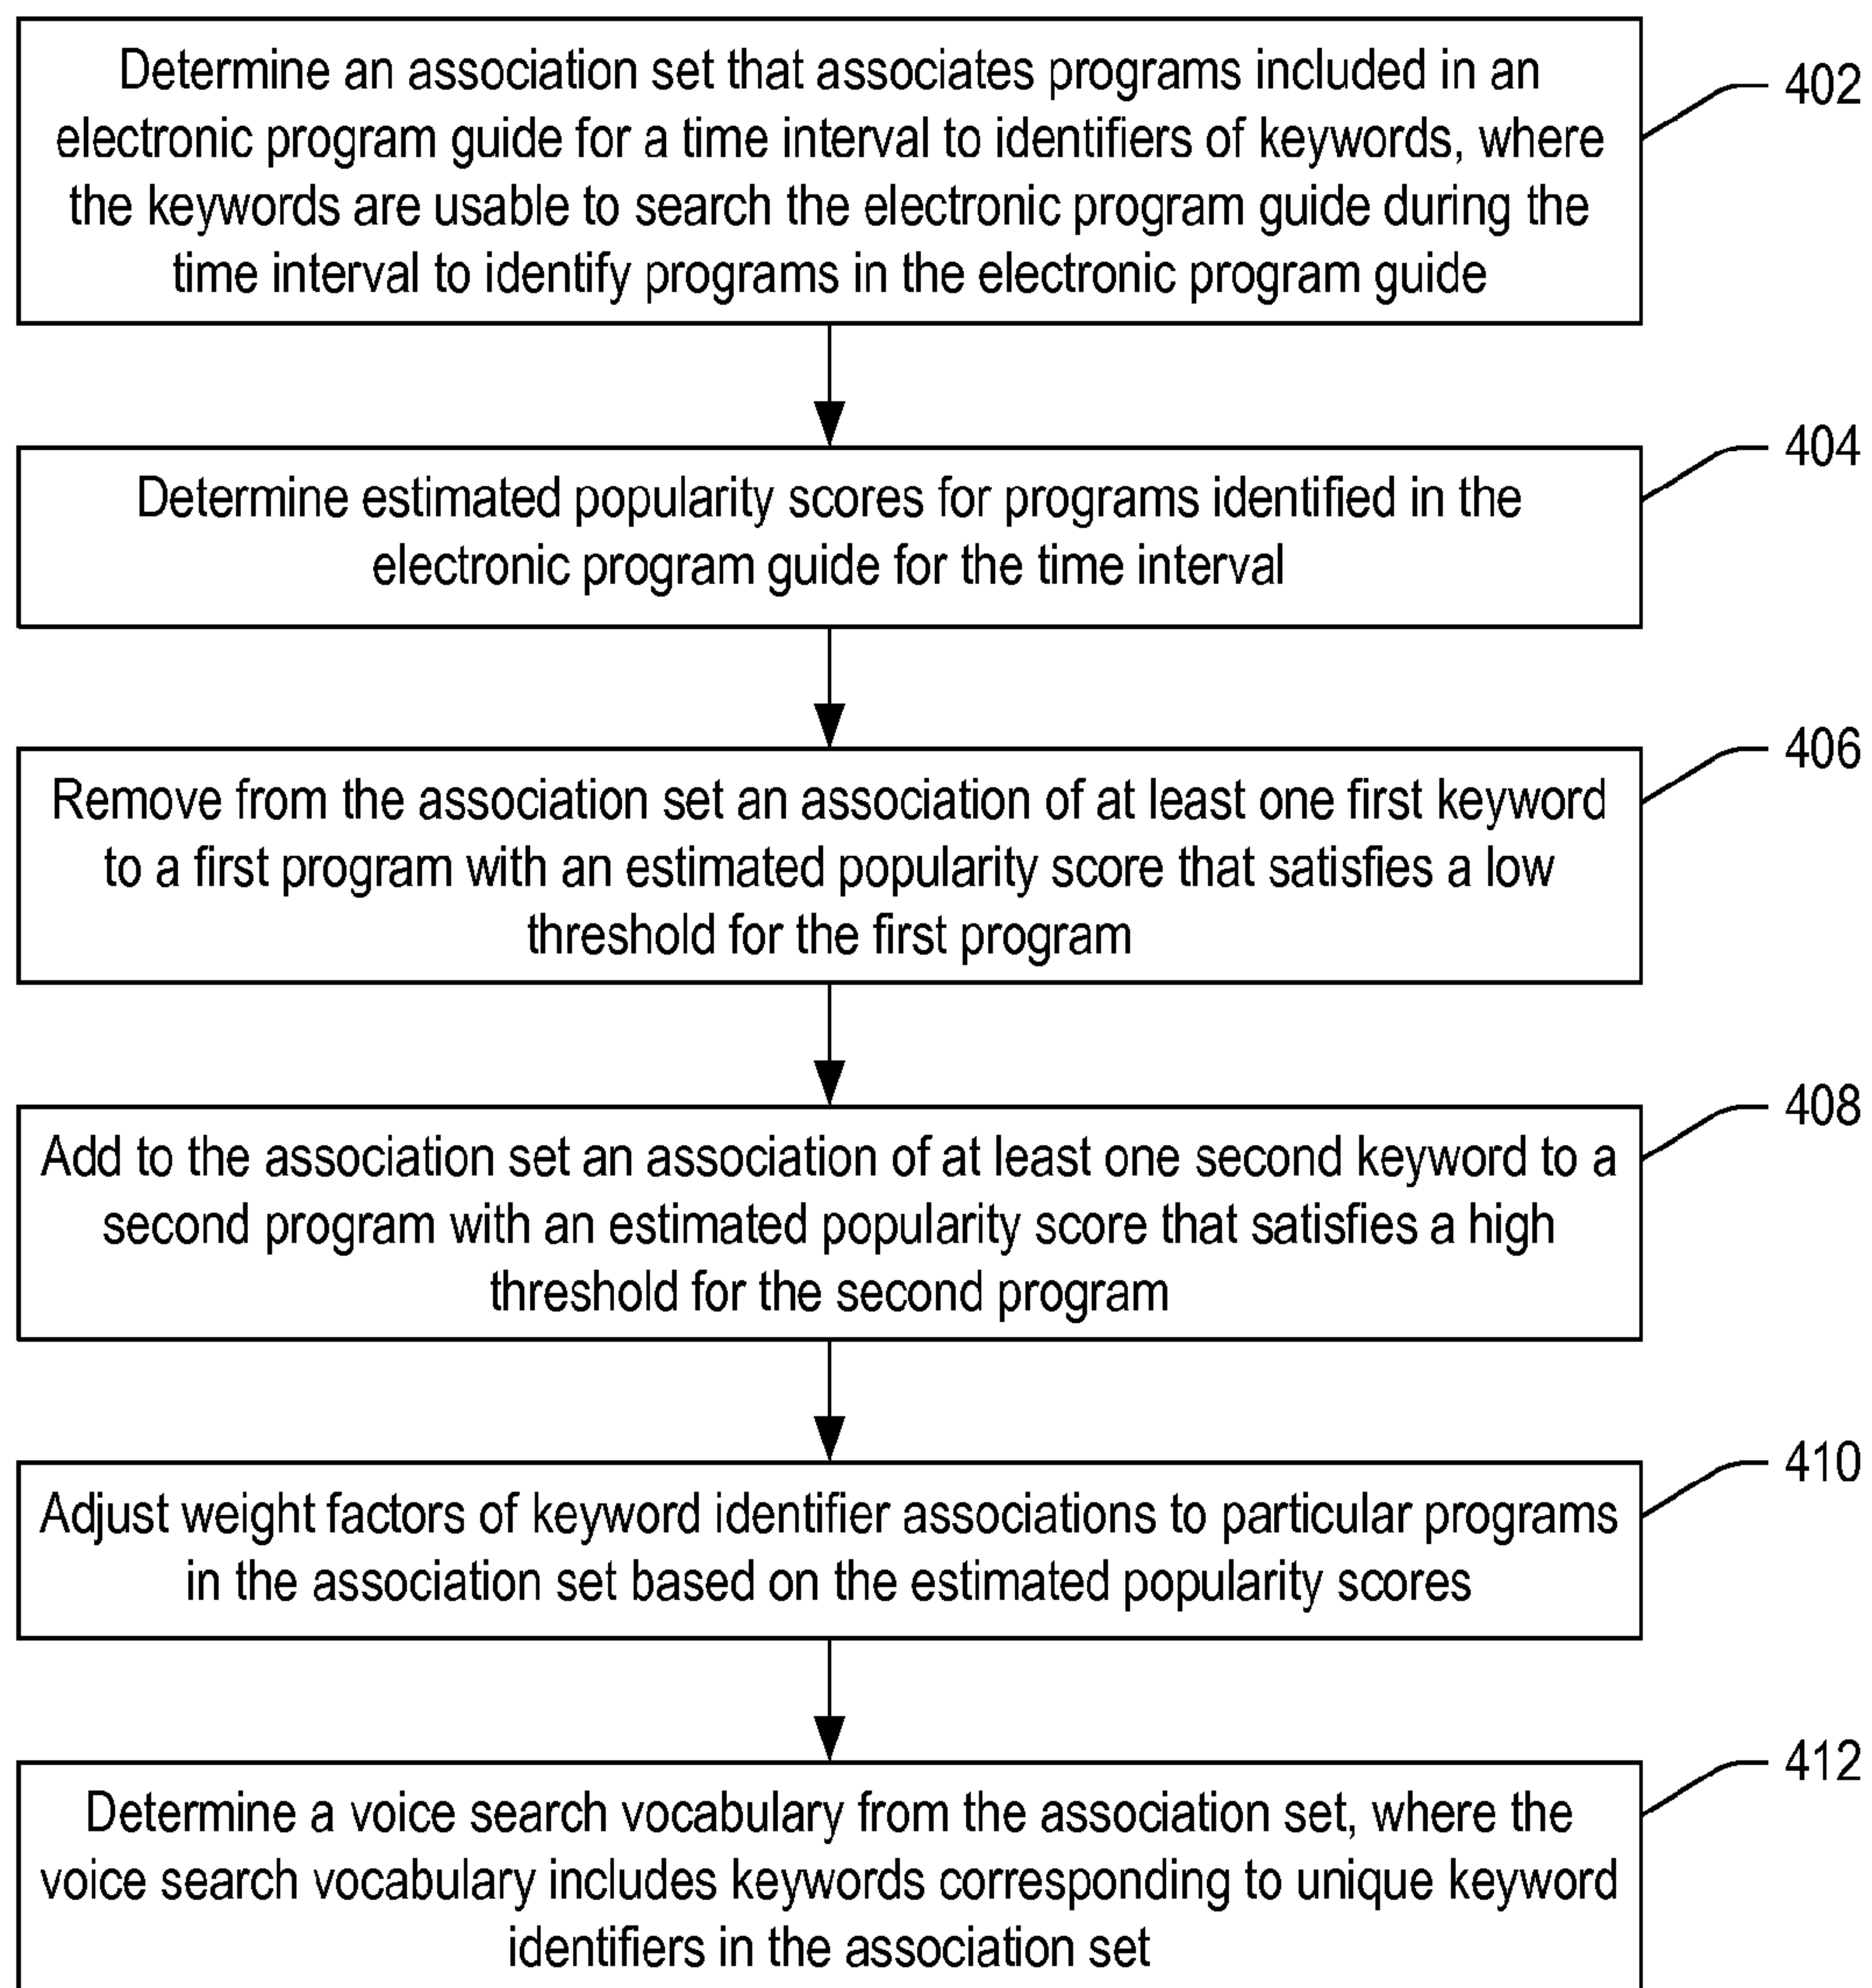 Determine an association set that associates programs included in an
electronic program guide for a time interval to identifiers of keywords, where
the keywords are usable to search the electronic program guide during the
time interval to identify programs in the electronic program guide
402
Determine estimated popularity scores for programs identified in the
electronic program guide for the time interval
404
Remove from the association set an association of at least one first keyword
to a first program with an estimated popularity score that satisfies a low
threshold for the first program
406
Add to the association set an association of at least one second keyword to a
second program with an estimated popularity score that satisfies a high
threshold for the second program
408
Adjust weight factors of keyword identifier associations to particular programs
in the association set based on the estimated popularity scores
410
Determine a voice search vocabulary from the association set, where the
voice search vocabulary includes keywords corresponding to unique keyword
identifiers in the association set
412